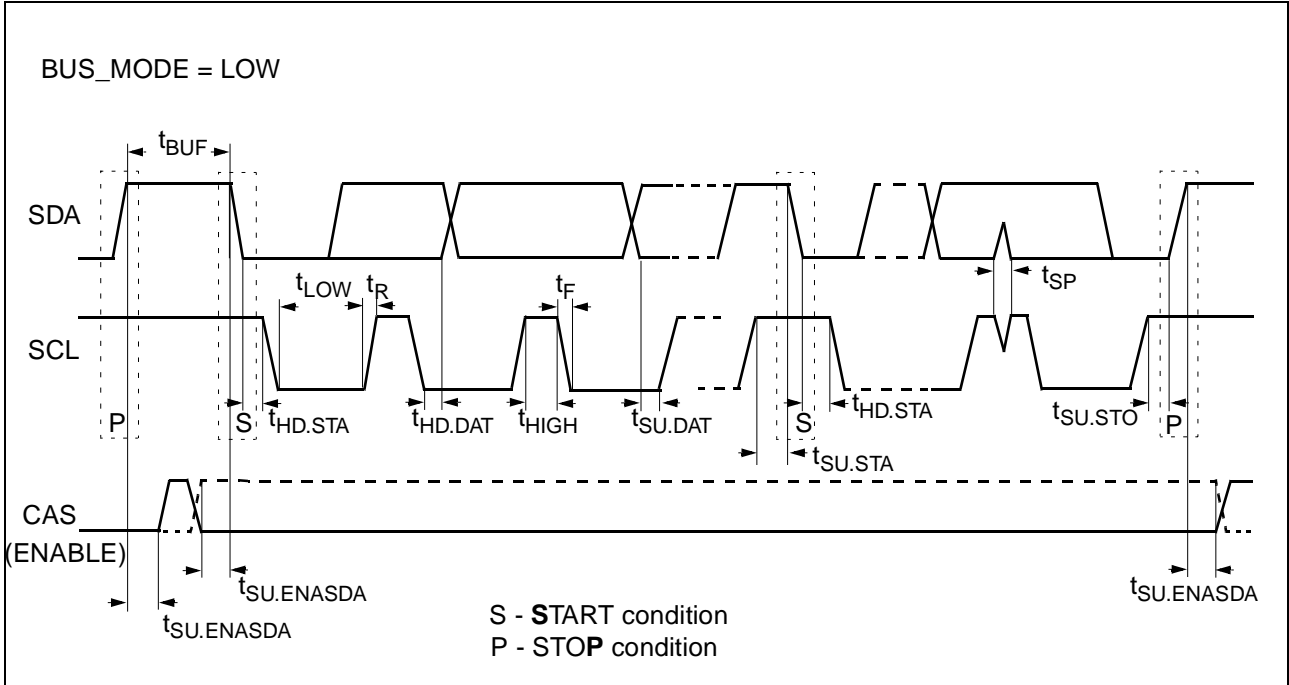 BUS_MODE = LOW
tBUF
SDA
tLOW tR tF tSP
SCL
P S tHD.STA tHD.DAT tHIGH tSU.DAT S tHD.STA tSU.STO P
tSU.STA
CAS
(ENABLE)
tSU.ENASDA tSU.ENASDA
tSU.ENASDA
S - START condition
P - STOP condition